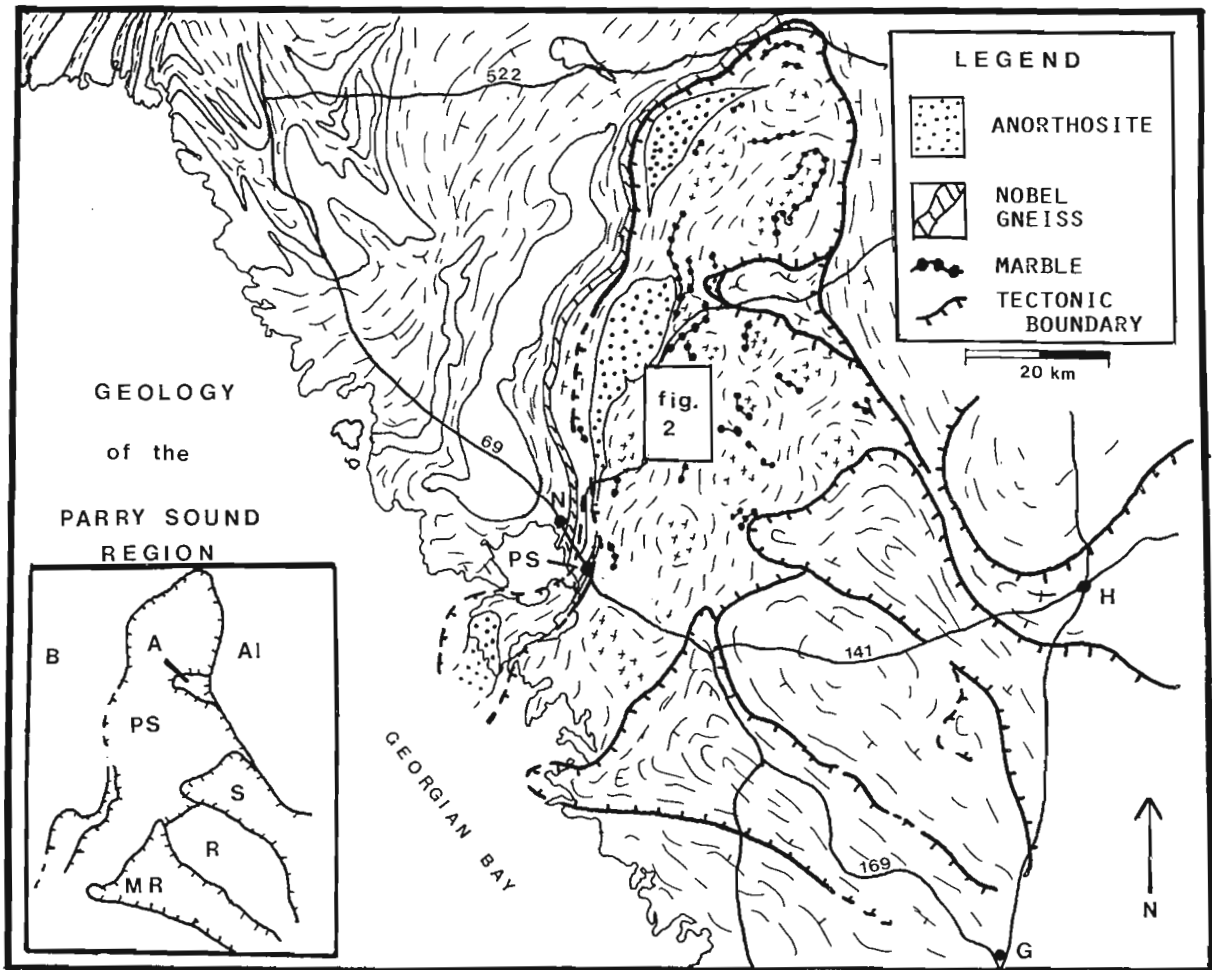 LEGEND
ANORTHOSITE
NOBEL
GNEISS
MARBLE
TECTONIC
BOUNDARY
20 km
522
69
fig.
2
N
PS
H
141
169
G
N
GEOLOGY
of the
PARRY SOUND
REGION
GEORGIAN BAY
B
A
AI
PS
S
R
MR